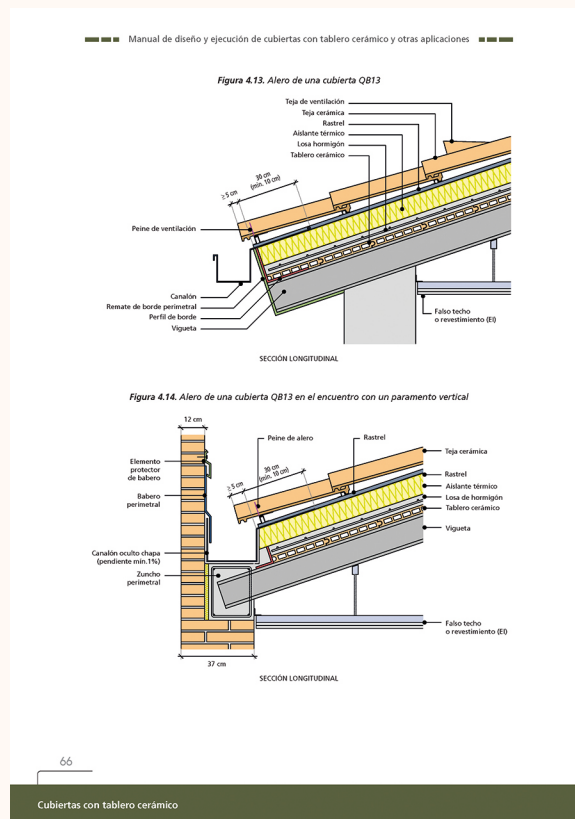 Manual de diseño y ejecución de cubiertas con tablero cerámico y otras aplicaciones
Figura 4.13. Alero de una cubierta QB13
Teja de ventilación
Teja cerámica
Rastrel
Aislante térmico
Losa hormigón
Tablero cerámico
≥ 5 cm
30 cm
(mín. 10 cm)
Peine de ventilación
Canalón
Remate de borde perimetral
Perfil de borde
Vigueta
Falso techo
o revestimiento (EI)
SECCIÓN LONGITUDINAL
Figura 4.14. Alero de una cubierta QB13 en el encuentro con un paramento vertical
12 cm
Peine de alero
Rastrel
Teja cerámica
Elemento
protector
de babero
≥ 5 cm
30 cm
(mín. 10 cm)
Rastrel
Aislante térmico
Losa de hormigón
Tablero cerámico
Babero
perimetral
Vigueta
Canalón oculto chapa
(pendiente mín.1%)
Zuncho
perimetral
Falso techo
o revestimiento (EI)
37 cm
SECCIÓN LONGITUDINAL
66
Cubiertas con tablero cerámico